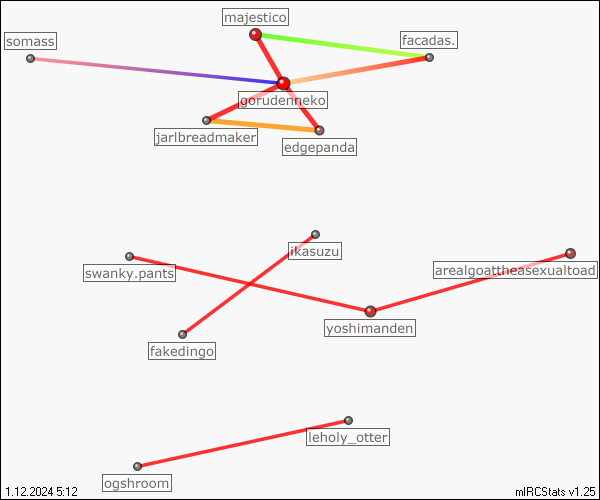 majestico
somass
facadas.
gorudenneko
jarlbreadmaker
edgepanda
ikasuzu
swanky.pants
arealgoattheasexualtoad
yoshimanden
fakedingo
leholy_otter
ogshroom
1.12.2024 5:12
mIRCStats v1.25